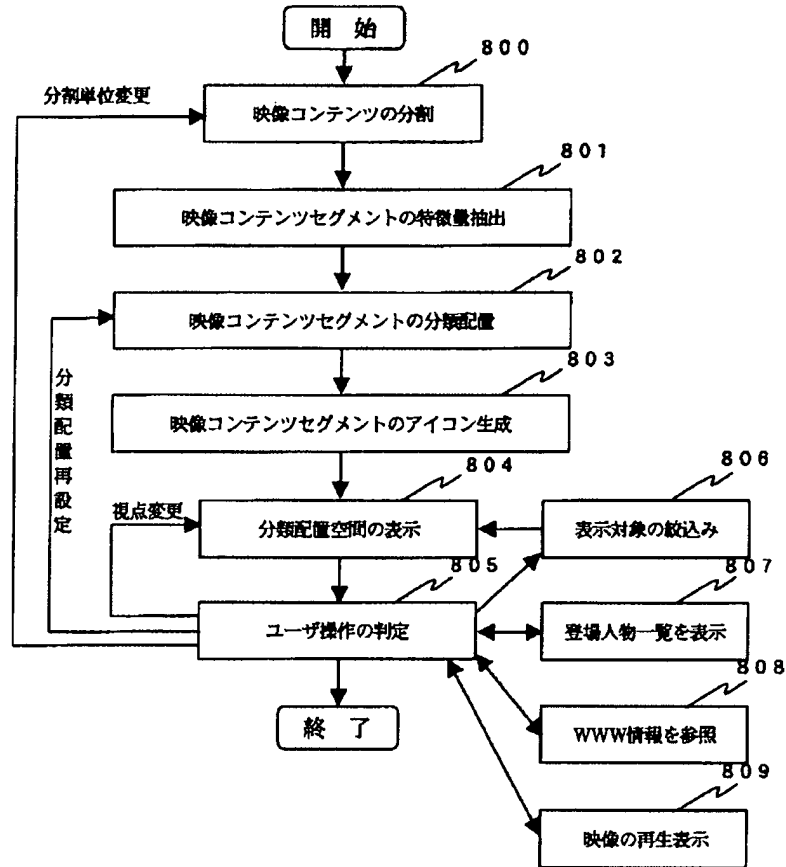 開 始
800
分割単位変更
映像コンテンツの分割
801
映像コンテンツセグメントの特徴量抽出
802
映像コンテンツセグメントの分類配置
803
分類配置再設定
映像コンテンツセグメントのアイコン生成
804
806
視点変更
分類配置空間の表示
表示対象の絞込み
805
807
ユーザ操作の判定
登場人物一覧を表示
808
終 了
WWW情報を参照
809
映像の再生表示